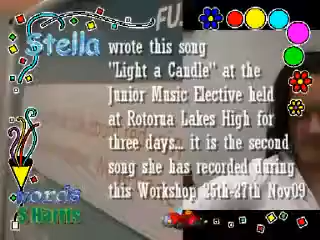 FU
Stella
wrote this song
"Light a Candle" at the
Junior Music Elective held
at Rotorua Lakes High for
three days... it is the second
song she has recorded during
this Workshop 25th-27th Nov09
words
S Harris